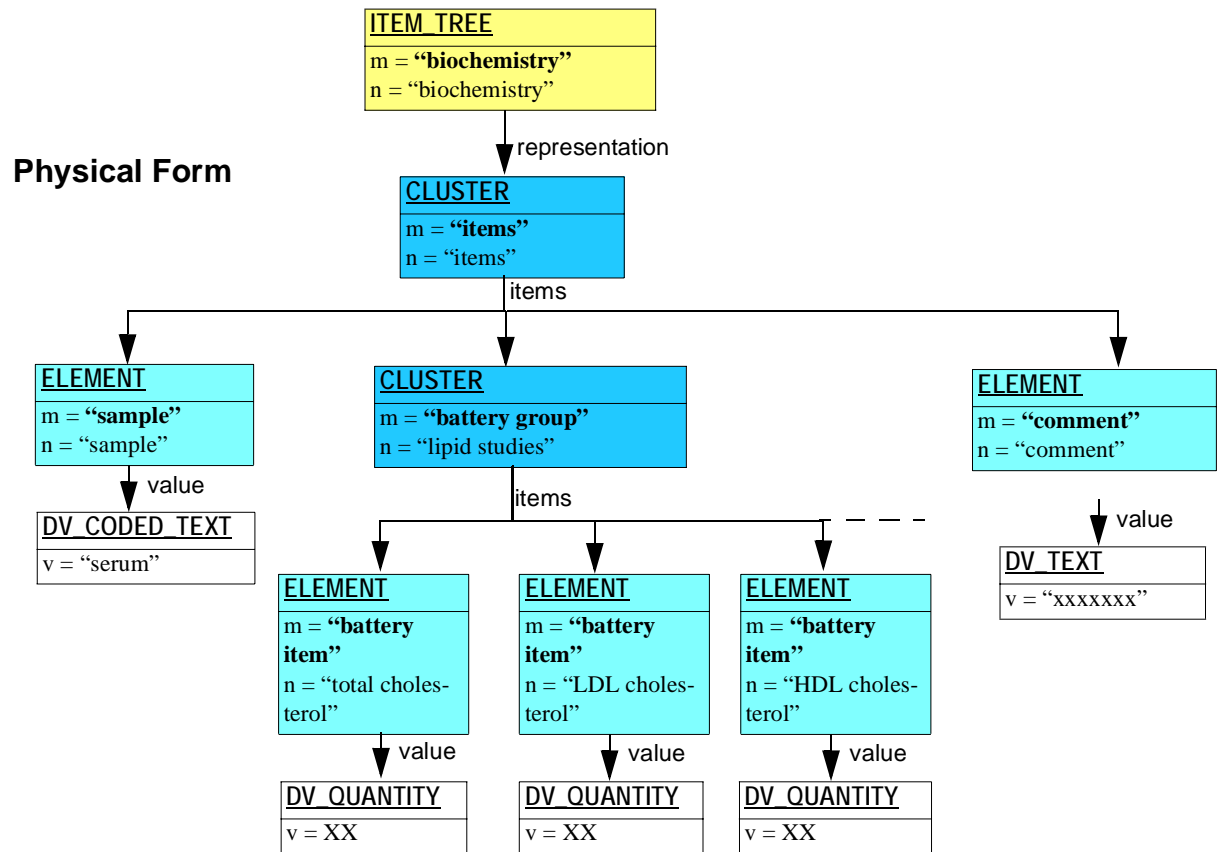 ITEM_TREE
m = “biochemistry”
n = “biochemistry”
representation
Physical Form
CLUSTER
m = “items”
n = “items”
items
ELEMENT
m = “sample”
n = “sample”
value
DV_CODED_TEXT
v = “serum”
CLUSTER
m = “battery group”
n = “lipid studies”
items
ELEMENT
m = “comment”
n = “comment”
value
DV_TEXT
v = “xxxxxxx”
ELEMENT
m = “battery
item”
n = “total choles-
terol”
value
DV_QUANTITY
v = XX
ELEMENT
m = “battery
item”
n = “LDL choles-
terol”
value
DV_QUANTITY
v = XX
ELEMENT
m = “battery
item”
n = “HDL choles-
terol”
value
DV_QUANTITY
v = XX